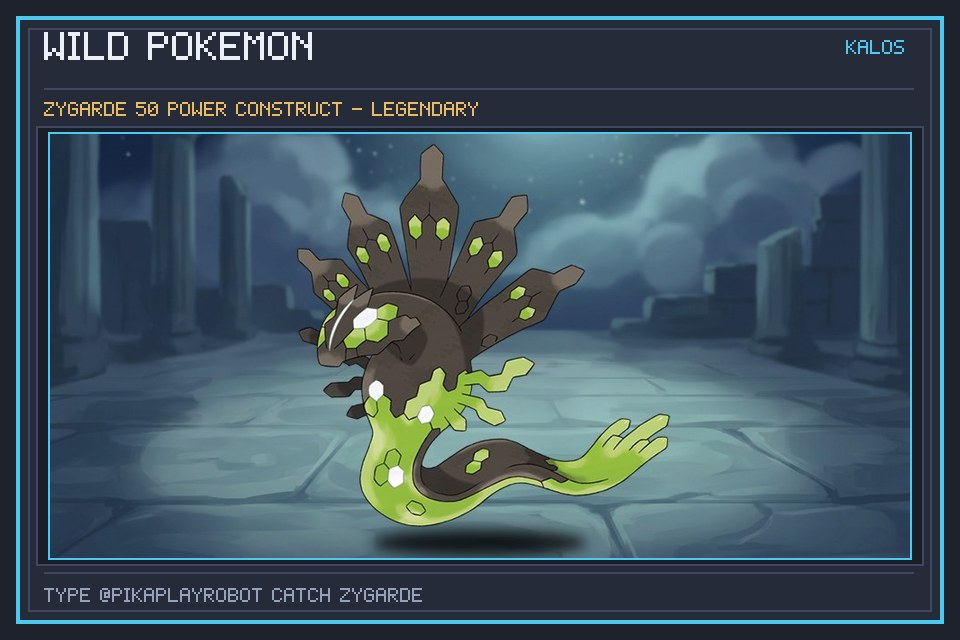 WILD POKEMON
KALOS
ZYGARDE 50 POWER CONSTRUCT - LEGENDARY
TYPE @PIKAPLAYROBOT CATCH ZYGARDE